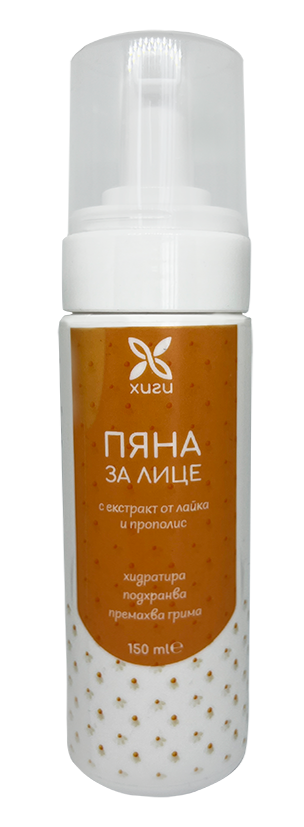 хиги
ПЯНА
ЗА ЛИЦЕ
с екстракт от лайка
и прополис
хидратира
подхранва
премахва грима
150 ml℮